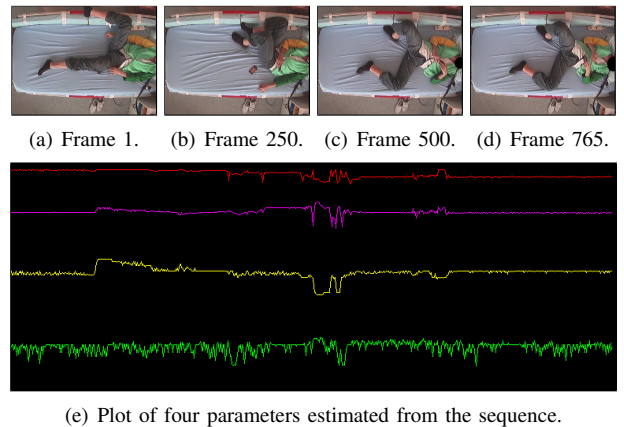 (a) Frame 1. (b) Frame 250. (c) Frame 500. (d) Frame 765.
(e) Plot of four parameters estimated from the sequence.